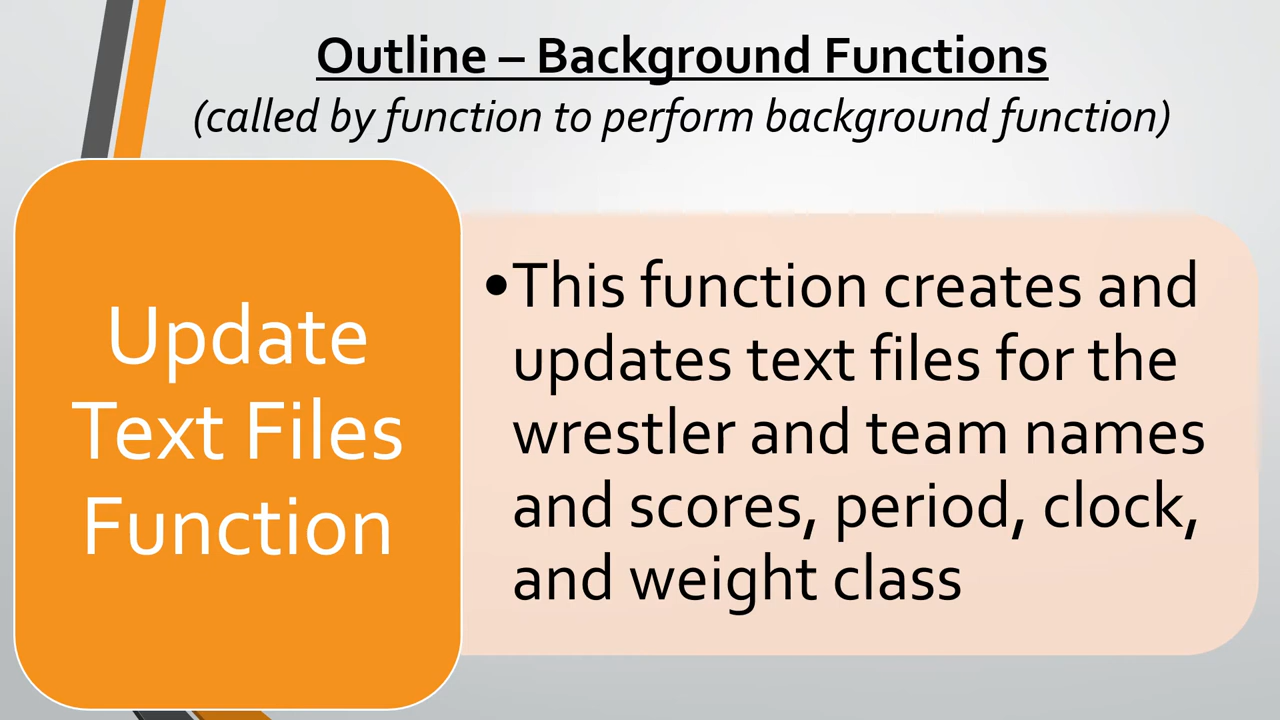 Outline – Background Functions
(called by function to perform background function)
Update
Text Files
Function
•This function creates and
updates text files for the
wrestler and team names
and scores, period, clock,
and weight class